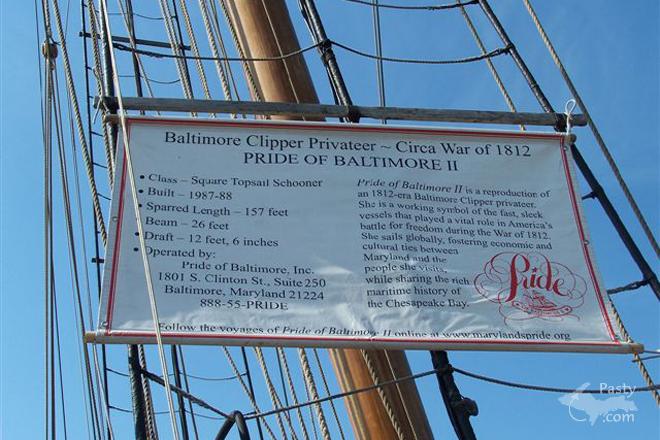 Baltimore Clipper Privateer ~ Circa War of 1812
PRIDE OF BALTIMORE II
• Class – Square Topsail Schooner
• Built – 1987-88
• Sparred Length – 157 feet
Beam – 26 feet
• Draft – 12 feet, 6 inches
• Operated by:
Pride of Baltimore, Inc.
1801 S. Clinton St., Suite 250
Baltimore, Maryland 21224
888-55-PRIDE
Pride of Baltimore II is a reproduction of
an 1812-era Baltimore Clipper privateer.
She is a working symbol of the fast, sleek
vessels that played a vital role in America's
battle for freedom during the War of 1812.
She sails globally, fostering economic and
cultural ties between
Maryland and the
people she visits,
while sharing the rich
maritime history of
the Chesapeake Bay.
Pride
Follow the voyages of Pride of Baltimore II online at www.marylandspride.org
Pasty